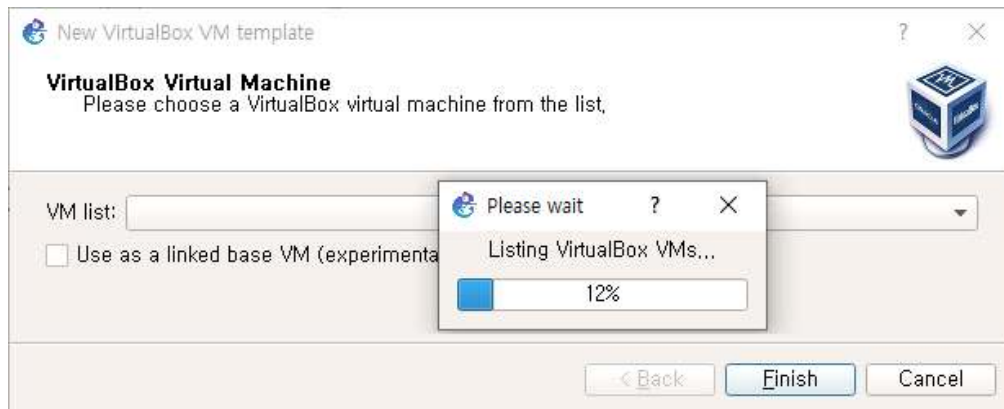 New VirtualBox VM template
VirtualBox Virtual Machine
Please choose a VirtualBox virtual machine from the list,
VM list:
Use as a linked base VM (experimenta
Please wait
Listing VirtualBox VMs...
12%
< Back
Finish
Cancel